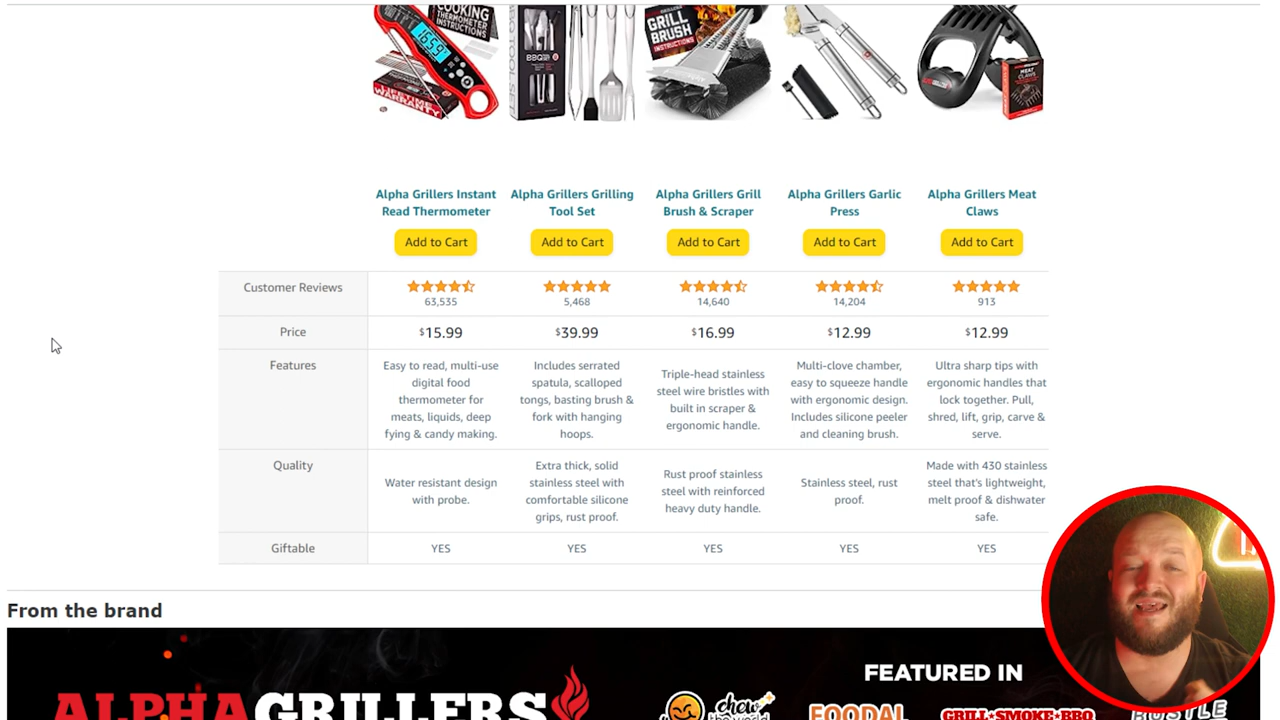 COOKING
THERMOMETER
INSTRUCTIONS
165.9
LIFETIME
WARRANTY
BBQ
GRILL
BRUSH
INSTRUCTIONS
MEAT
CLAWS
Alpha Grillers Instant
Read Thermometer
Alpha Grillers Grilling
Tool Set
Alpha Grillers Grill
Brush & Scraper
Alpha Grillers Garlic
Press
Alpha Grillers Meat
Claws
Add to Cart
Add to Cart
Add to Cart
Add to Cart
Add to Cart
Customer Reviews
63,535
5,468
14,640
14,204
913
Price
$15.99
$39.99
$16.99
$12.99
$12.99
Features
Easy to read, multi-use
digital food
thermometer for
meats, liquids, deep
fying & candy making.
Includes serrated
spatula, scalloped
tongs, basting brush &
fork with hanging
hoops.
Triple-head stainless
steel wire bristles with
built in scraper &
ergonomic handle.
Multi-clove chamber,
easy to squeeze handle
with ergonomic design.
Includes silicone peeler
and cleaning brush.
Ultra sharp tips with
ergonomic handles that
lock together. Pull,
shred, lift, grip, carve &
serve.
Quality
Water resistant design
with probe.
Extra thick, solid
stainless steel with
comfortable silicone
grips, rust proof.
Rust proof stainless
steel with reinforced
heavy duty handle.
Stainless steel, rust
proof.
Made with 430 stainless
steel that's lightweight,
melt proof & dishwater
safe.
Giftable
YES
YES
YES
YES
YES
From the brand
ALPHA GRILLERS
FEATURED IN
chew
the world
FOODAL
GRILL★SMOKE★BBQ
HUSTLE